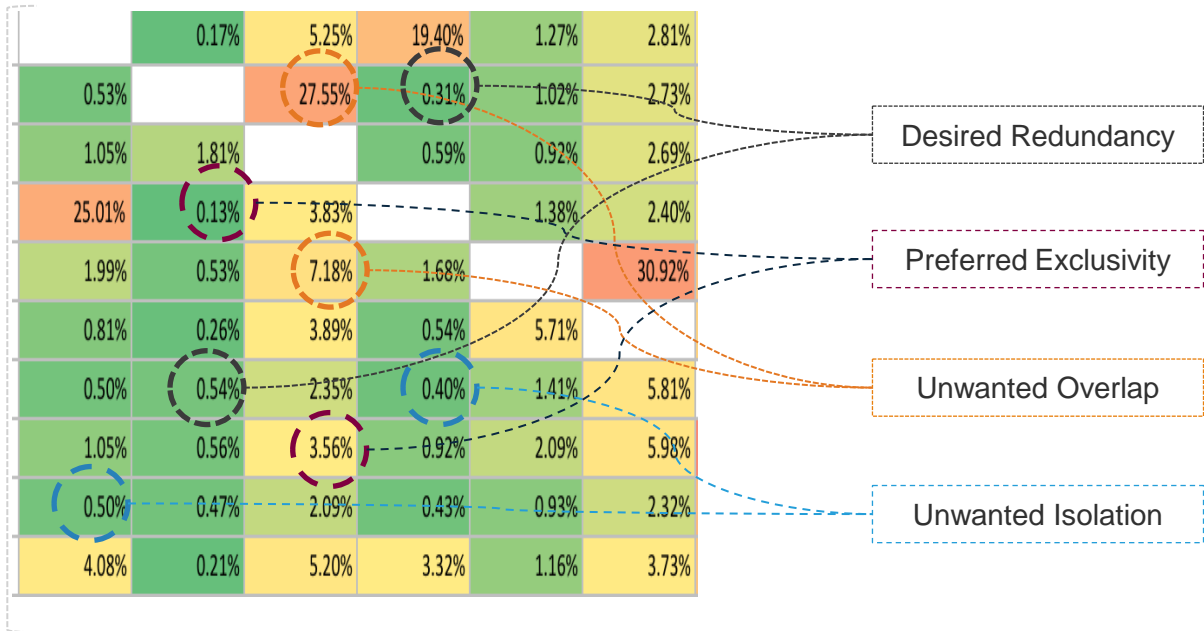 0.17% 5.25% 19.40% 1.27% 2.81%
0.53% 27.55% 0.31% 1.02% 2.73%
1.05% 1.81% 0.59% 0.92% 2.69%
25.01% 0.13% 3.83% 1.38% 2.40%
1.99% 0.53% 7.18% 1.68% 30.92%
0.81% 0.26% 3.89% 0.54% 5.71%
0.50% 0.54% 2.35% 0.40% 1.41% 5.81%
1.05% 0.56% 3.56% 0.92% 2.09% 5.98%
0.50% 0.47% 2.09% 0.43% 0.93% 2.32%
4.08% 0.21% 5.20% 3.32% 1.16% 3.73%
Desired Redundancy
Preferred Exclusivity
Unwanted Overlap
Unwanted Isolation